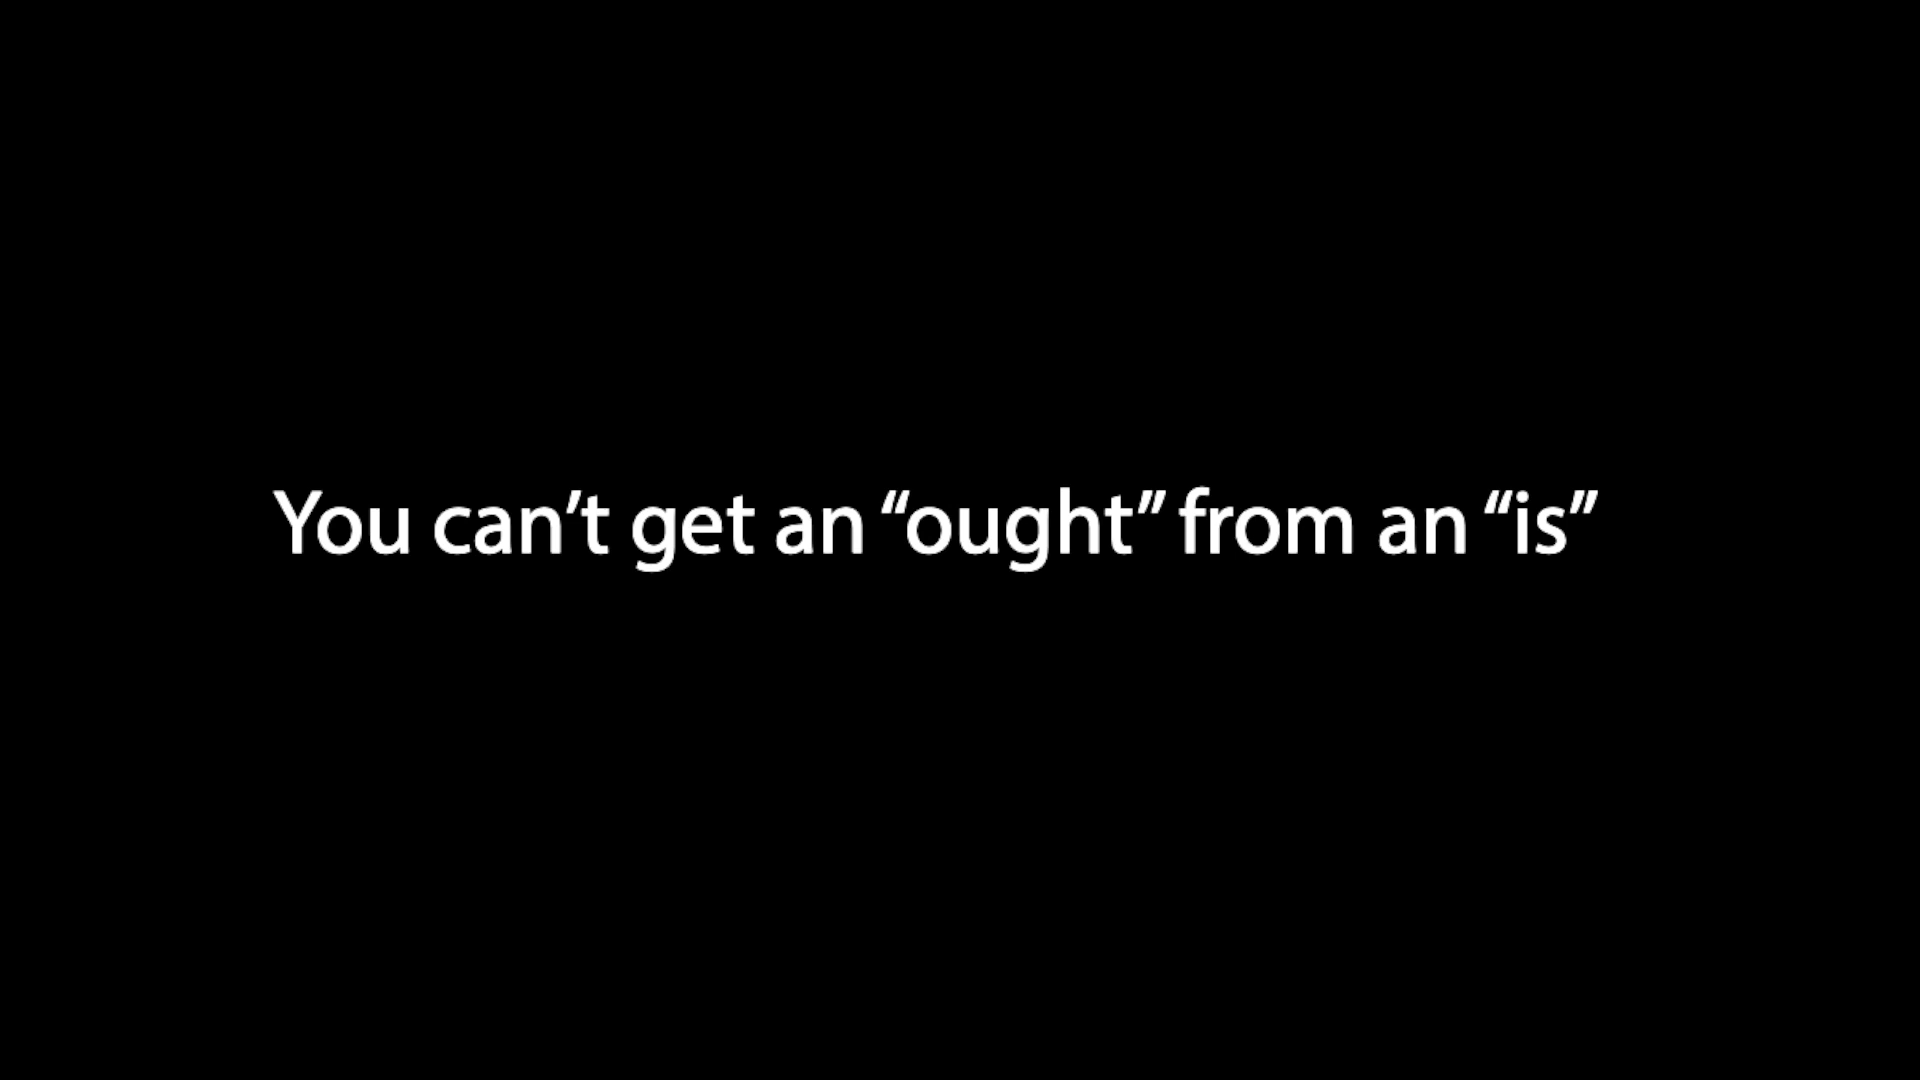 You can’t get an “ought” from an “is”